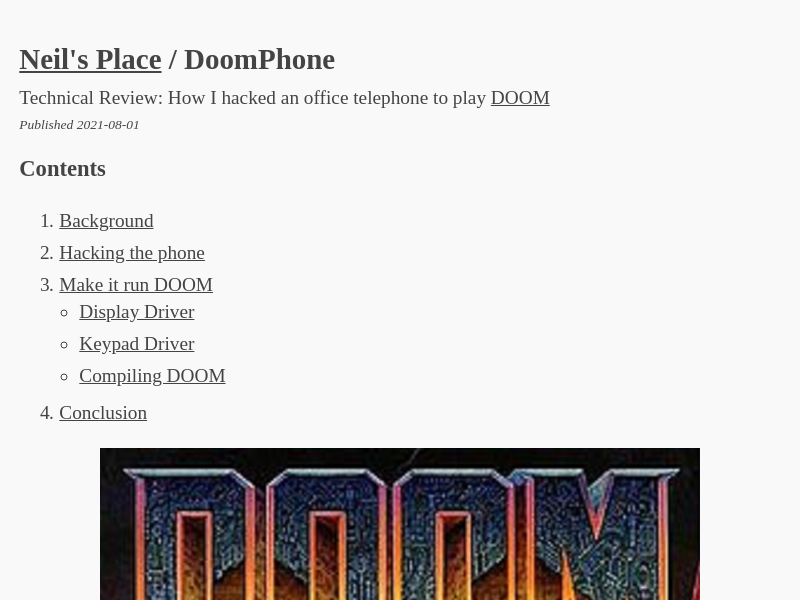 Neil's Place / DoomPhone
Technical Review: How I hacked an office telephone to play DOOM
Published 2021-08-01
Contents
1. Background
2. Hacking the phone
3. Make it run DOOM
Display Driver
Keypad Driver
Compiling DOOM
4. Conclusion
DOOM